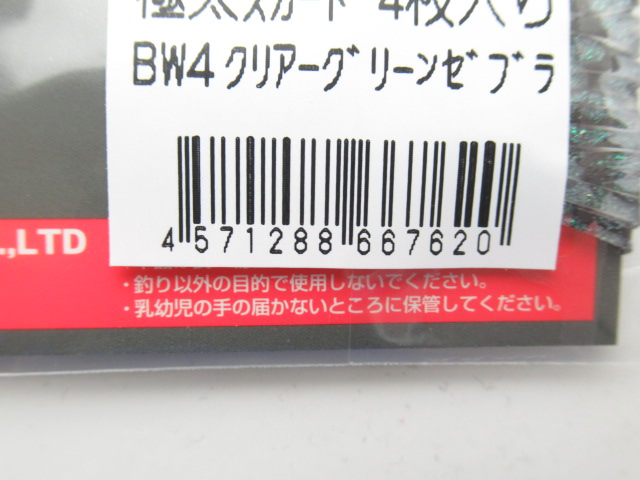 極太スカート 4枚入り
BW4クリアーグリーンゼブラ
4 571288 667620
.,LTD
・釣り以外の目的で使用しないでください。
・乳幼児の手の届かないところに保管してください。